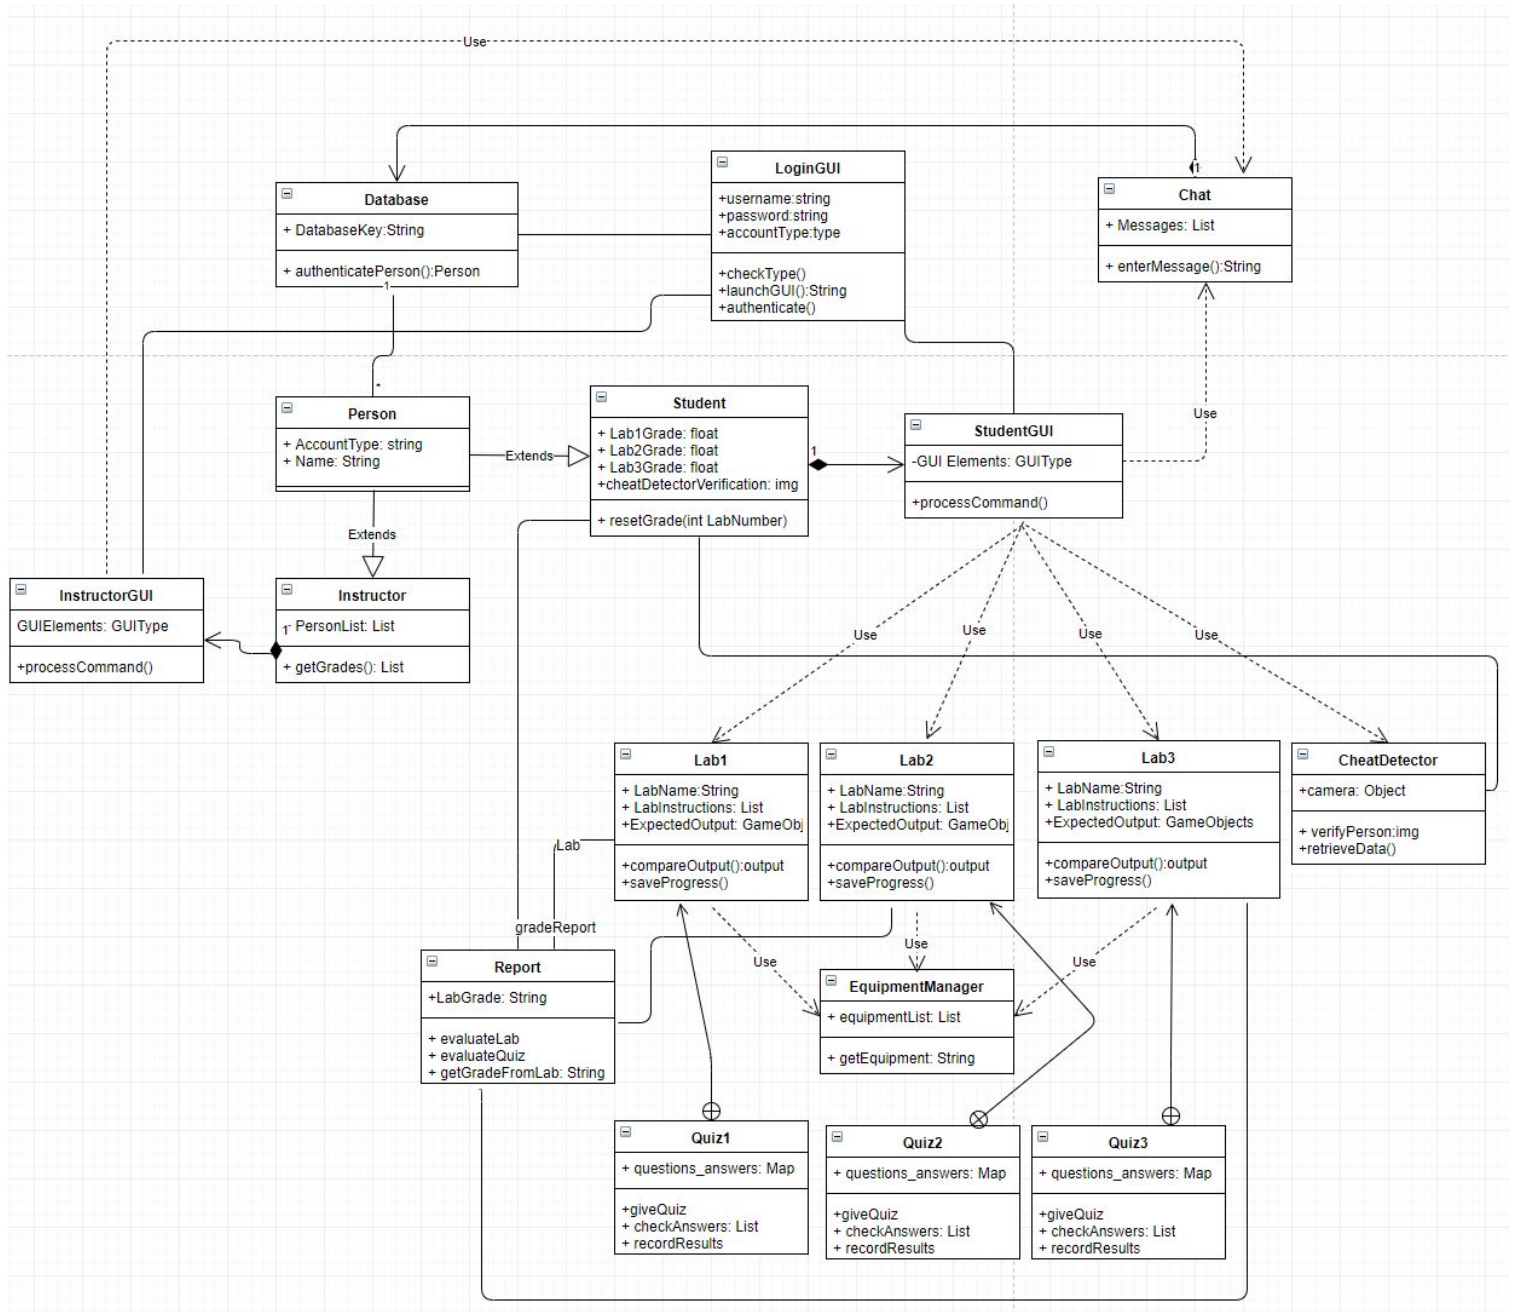 Use
LoginGUI
+username:string
+password:string
+accountType:type
+checkType()
+launchGUI():String
+authenticate()
Database
+ DatabaseKey:String
+ authenticatePerson():Person
1
1
Chat
+ Messages: List
+ enterMessage():String
*
Person
+ AccountType: string
+ Name: String
Extends
Student
+ Lab1Grade: float
+ Lab2Grade: float
+ Lab3Grade: float
+cheatDetectorVerification: img
+ resetGrade(int LabNumber)
1
StudentGUI
-GUI Elements: GUIType
+processCommand()
Use
Extends
InstructorGUI
GUIElements: GUIType
+processCommand()
Instructor
1
- PersonList: List
+ getGrades(): List
Use
Use
Use
Use
Lab1
+ LabName:String
+ LabInstructions: List
+ExpectedOutput: GameObj
+compareOutput():output
+saveProgress()
Lab2
+ LabName:String
+ LabInstructions: List
+ExpectedOutput: GameObj
+compareOutput():output
+saveProgress()
Lab3
+ LabName:String
+ LabInstructions: List
+ExpectedOutput: GameObjects
+compareOutput():output
+saveProgress()
CheatDetector
+camera: Object
+ verifyPerson:img
+retrieveData()
Lab
gradeReport
Use
Use
Use
Report
+LabGrade: String
+ evaluateLab
+ evaluateQuiz
+ getGradeFromLab: String
EquipmentManager
+ equipmentList: List
+ getEquipment: String
Quiz1
+ questions_answers: Map
+giveQuiz
+ checkAnswers: List
+ recordResults
Quiz2
+ questions_answers: Map
+giveQuiz
+ checkAnswers: List
+ recordResults
Quiz3
+ questions_answers: Map
+giveQuiz
+ checkAnswers: List
+ recordResults